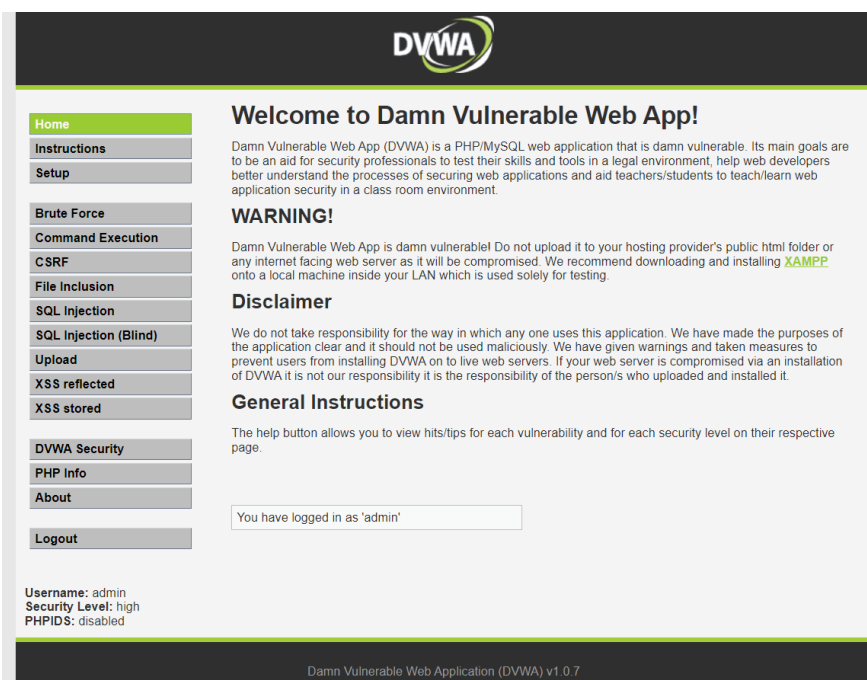 DVWA
Home
Instructions
Setup
Brute Force
Command Execution
CSRF
File Inclusion
SQL Injection
SQL Injection (Blind)
Upload
XSS reflected
XSS stored
DVWA Security
PHP Info
About
Logout
Username: admin
Security Level: high
PHPIDS: disabled
Welcome to Damn Vulnerable Web App!
Damn Vulnerable Web App (DVWA) is a PHP/MySQL web application that is damn vulnerable. Its main goals are
to be an aid for security professionals to test their skills and tools in a legal environment, help web developers
better understand the processes of securing web applications and aid teachers/students to teach/learn web
application security in a class room environment.
WARNING!
Damn Vulnerable Web App is damn vulnerable! Do not upload it to your hosting provider's public html folder or
any internet facing web server as it will be compromised. We recommend downloading and installing XAMPP
onto a local machine inside your LAN which is used solely for testing.
Disclaimer
We do not take responsibility for the way in which any one uses this application. We have made the purposes of
the application clear and it should not be used maliciously. We have given warnings and taken measures to
prevent users from installing DVWA on to live web servers. If your web server is compromised via an installation
of DVWA it is not our responsibility it is the responsibility of the person/s who uploaded and installed it.
General Instructions
The help button allows you to view hits/tips for each vulnerability and for each security level on their respective
page.
You have logged in as 'admin'
Damn Vulnerable Web Application (DVWA) v1.0.7